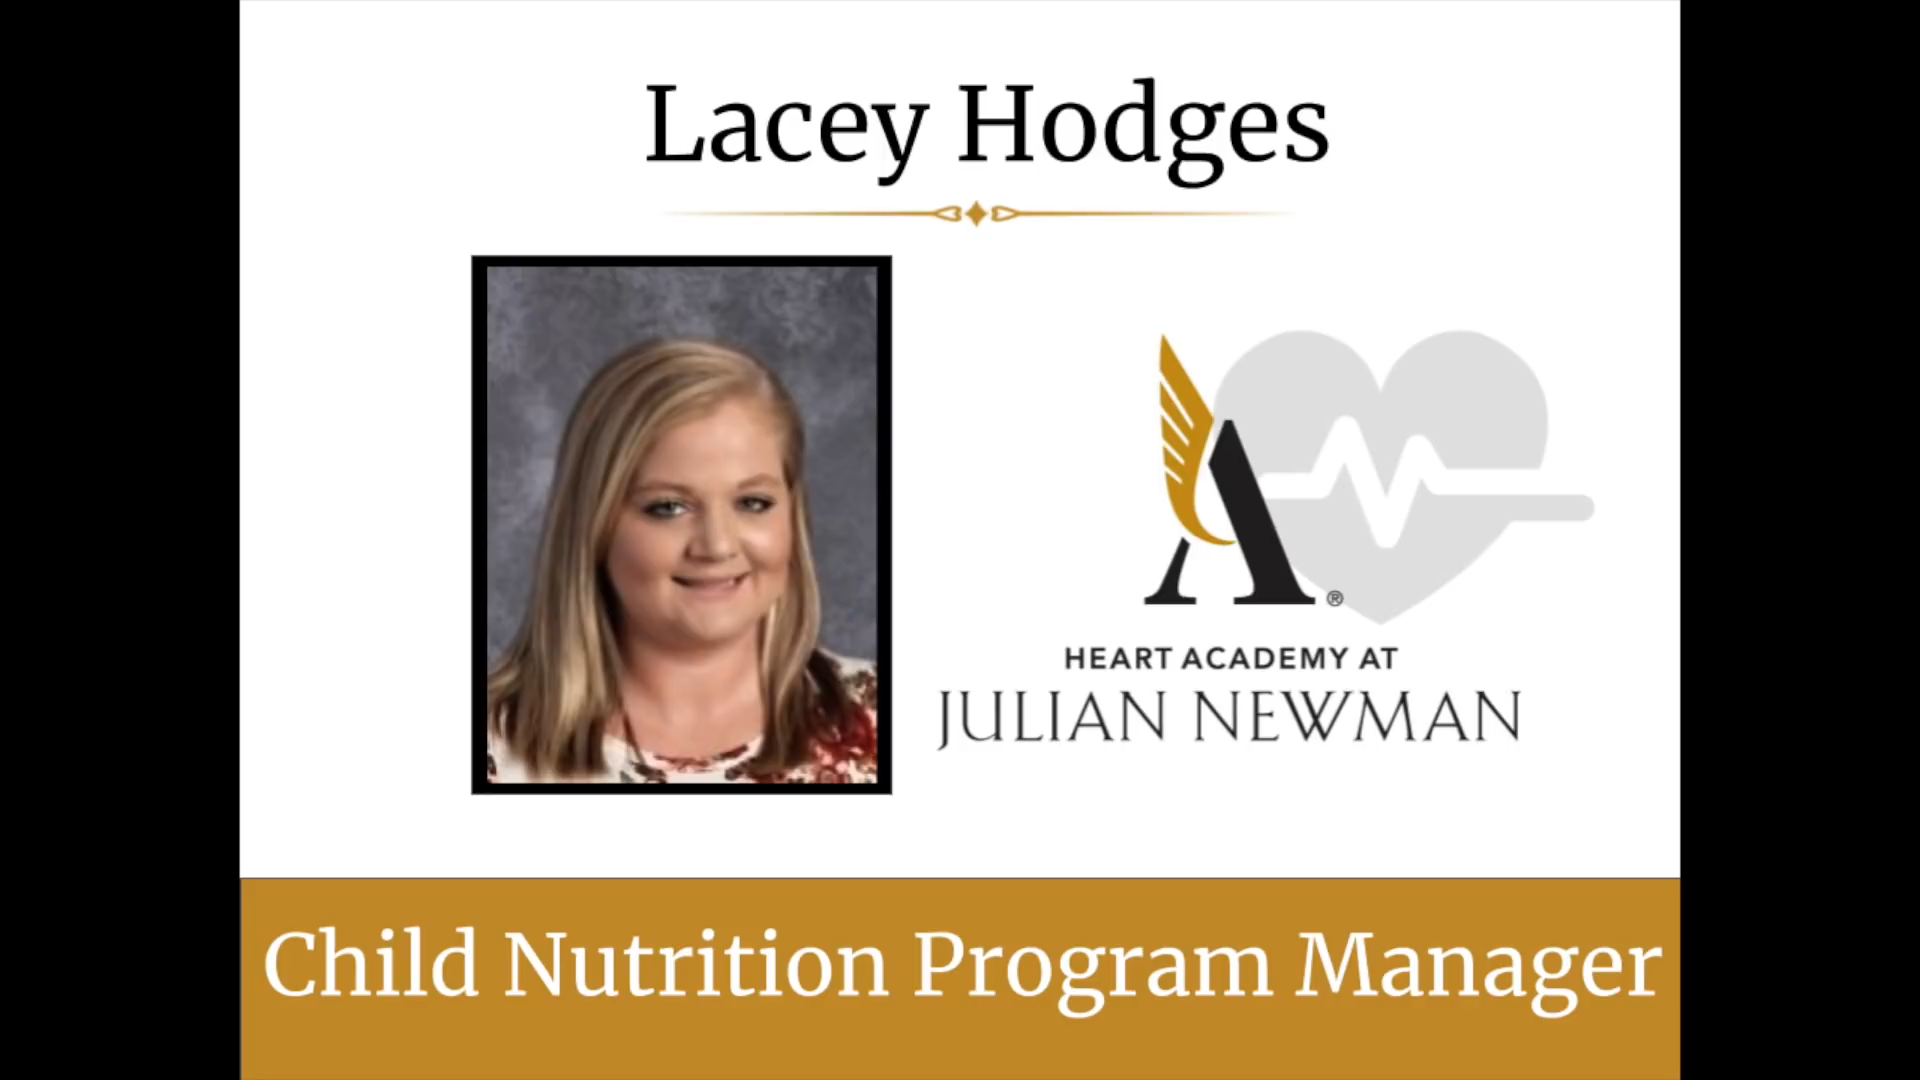 Lacey Hodges
®
HEART ACADEMY AT
JULIAN NEWMAN
Child Nutrition Program Manager